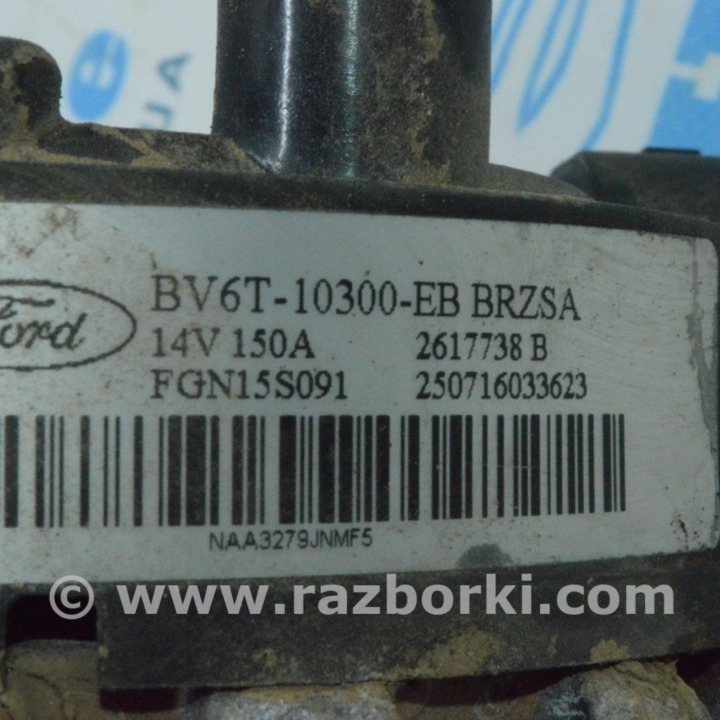 Ford
BV6T-10300-EB BRZSA
14V 150A 2617738 B
FGN15S091 250716033623
NAA3279JNMF5
© www.razborki.com